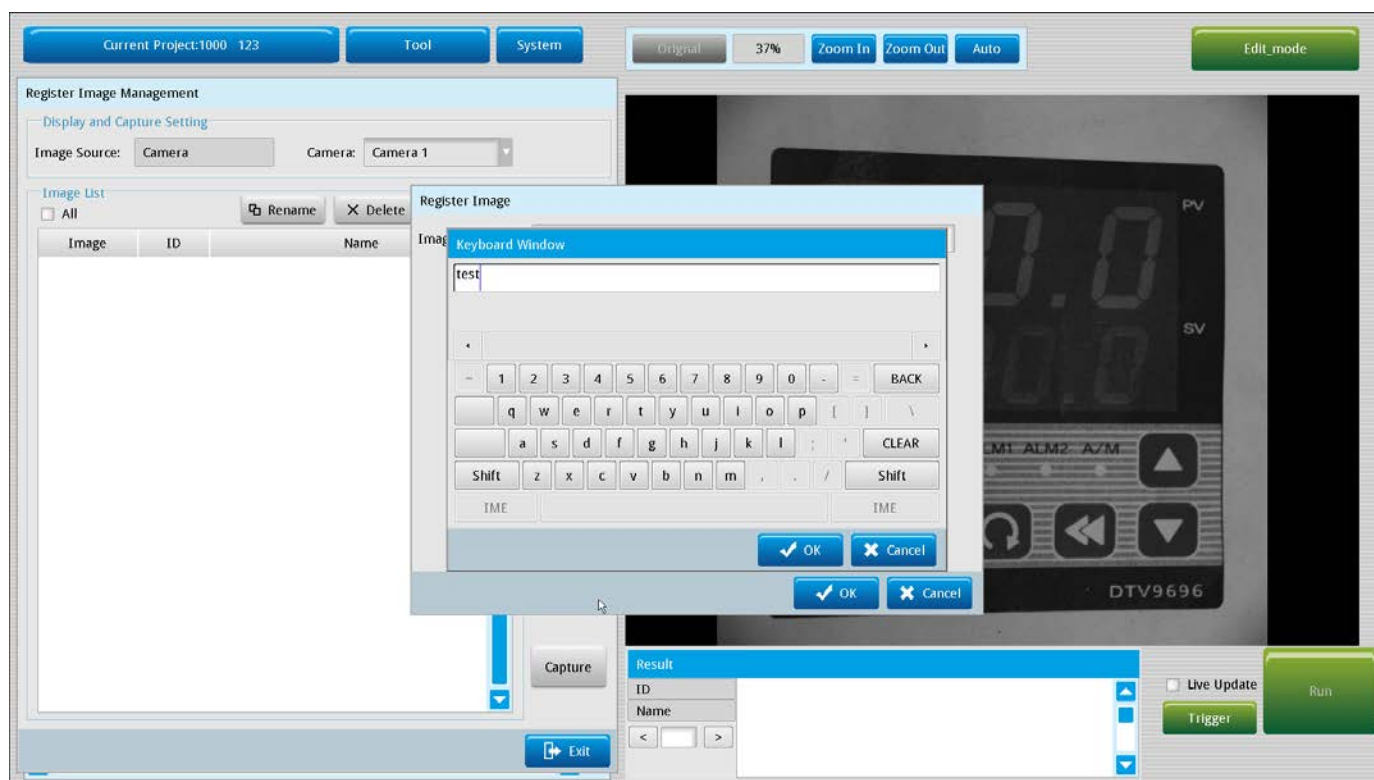 Current Project:1000 123
Tool
System
Orignal
37%
Zoom In
Zoom Out
Auto
Edit_mode
Register Image Management
Display and Capture Setting
Image Source: Camera
Camera: Camera 1
Image List
All
Rename
Delete
Image ID Name
Register Image
Keyboard Window
test
1 2 3 4 5 6 7 8 9 0 - = BACK
q w e r t y u i o p [ ] \
a s d f g h j k l ; ' CLEAR
Shift z x c v b n m , . / Shift
IME IME
OK Cancel
OK Cancel
PV
SV
ALM2 A/M
DTV9696
Capture
Exit
Result
ID
Name
< >
Live Update
Trigger
Run